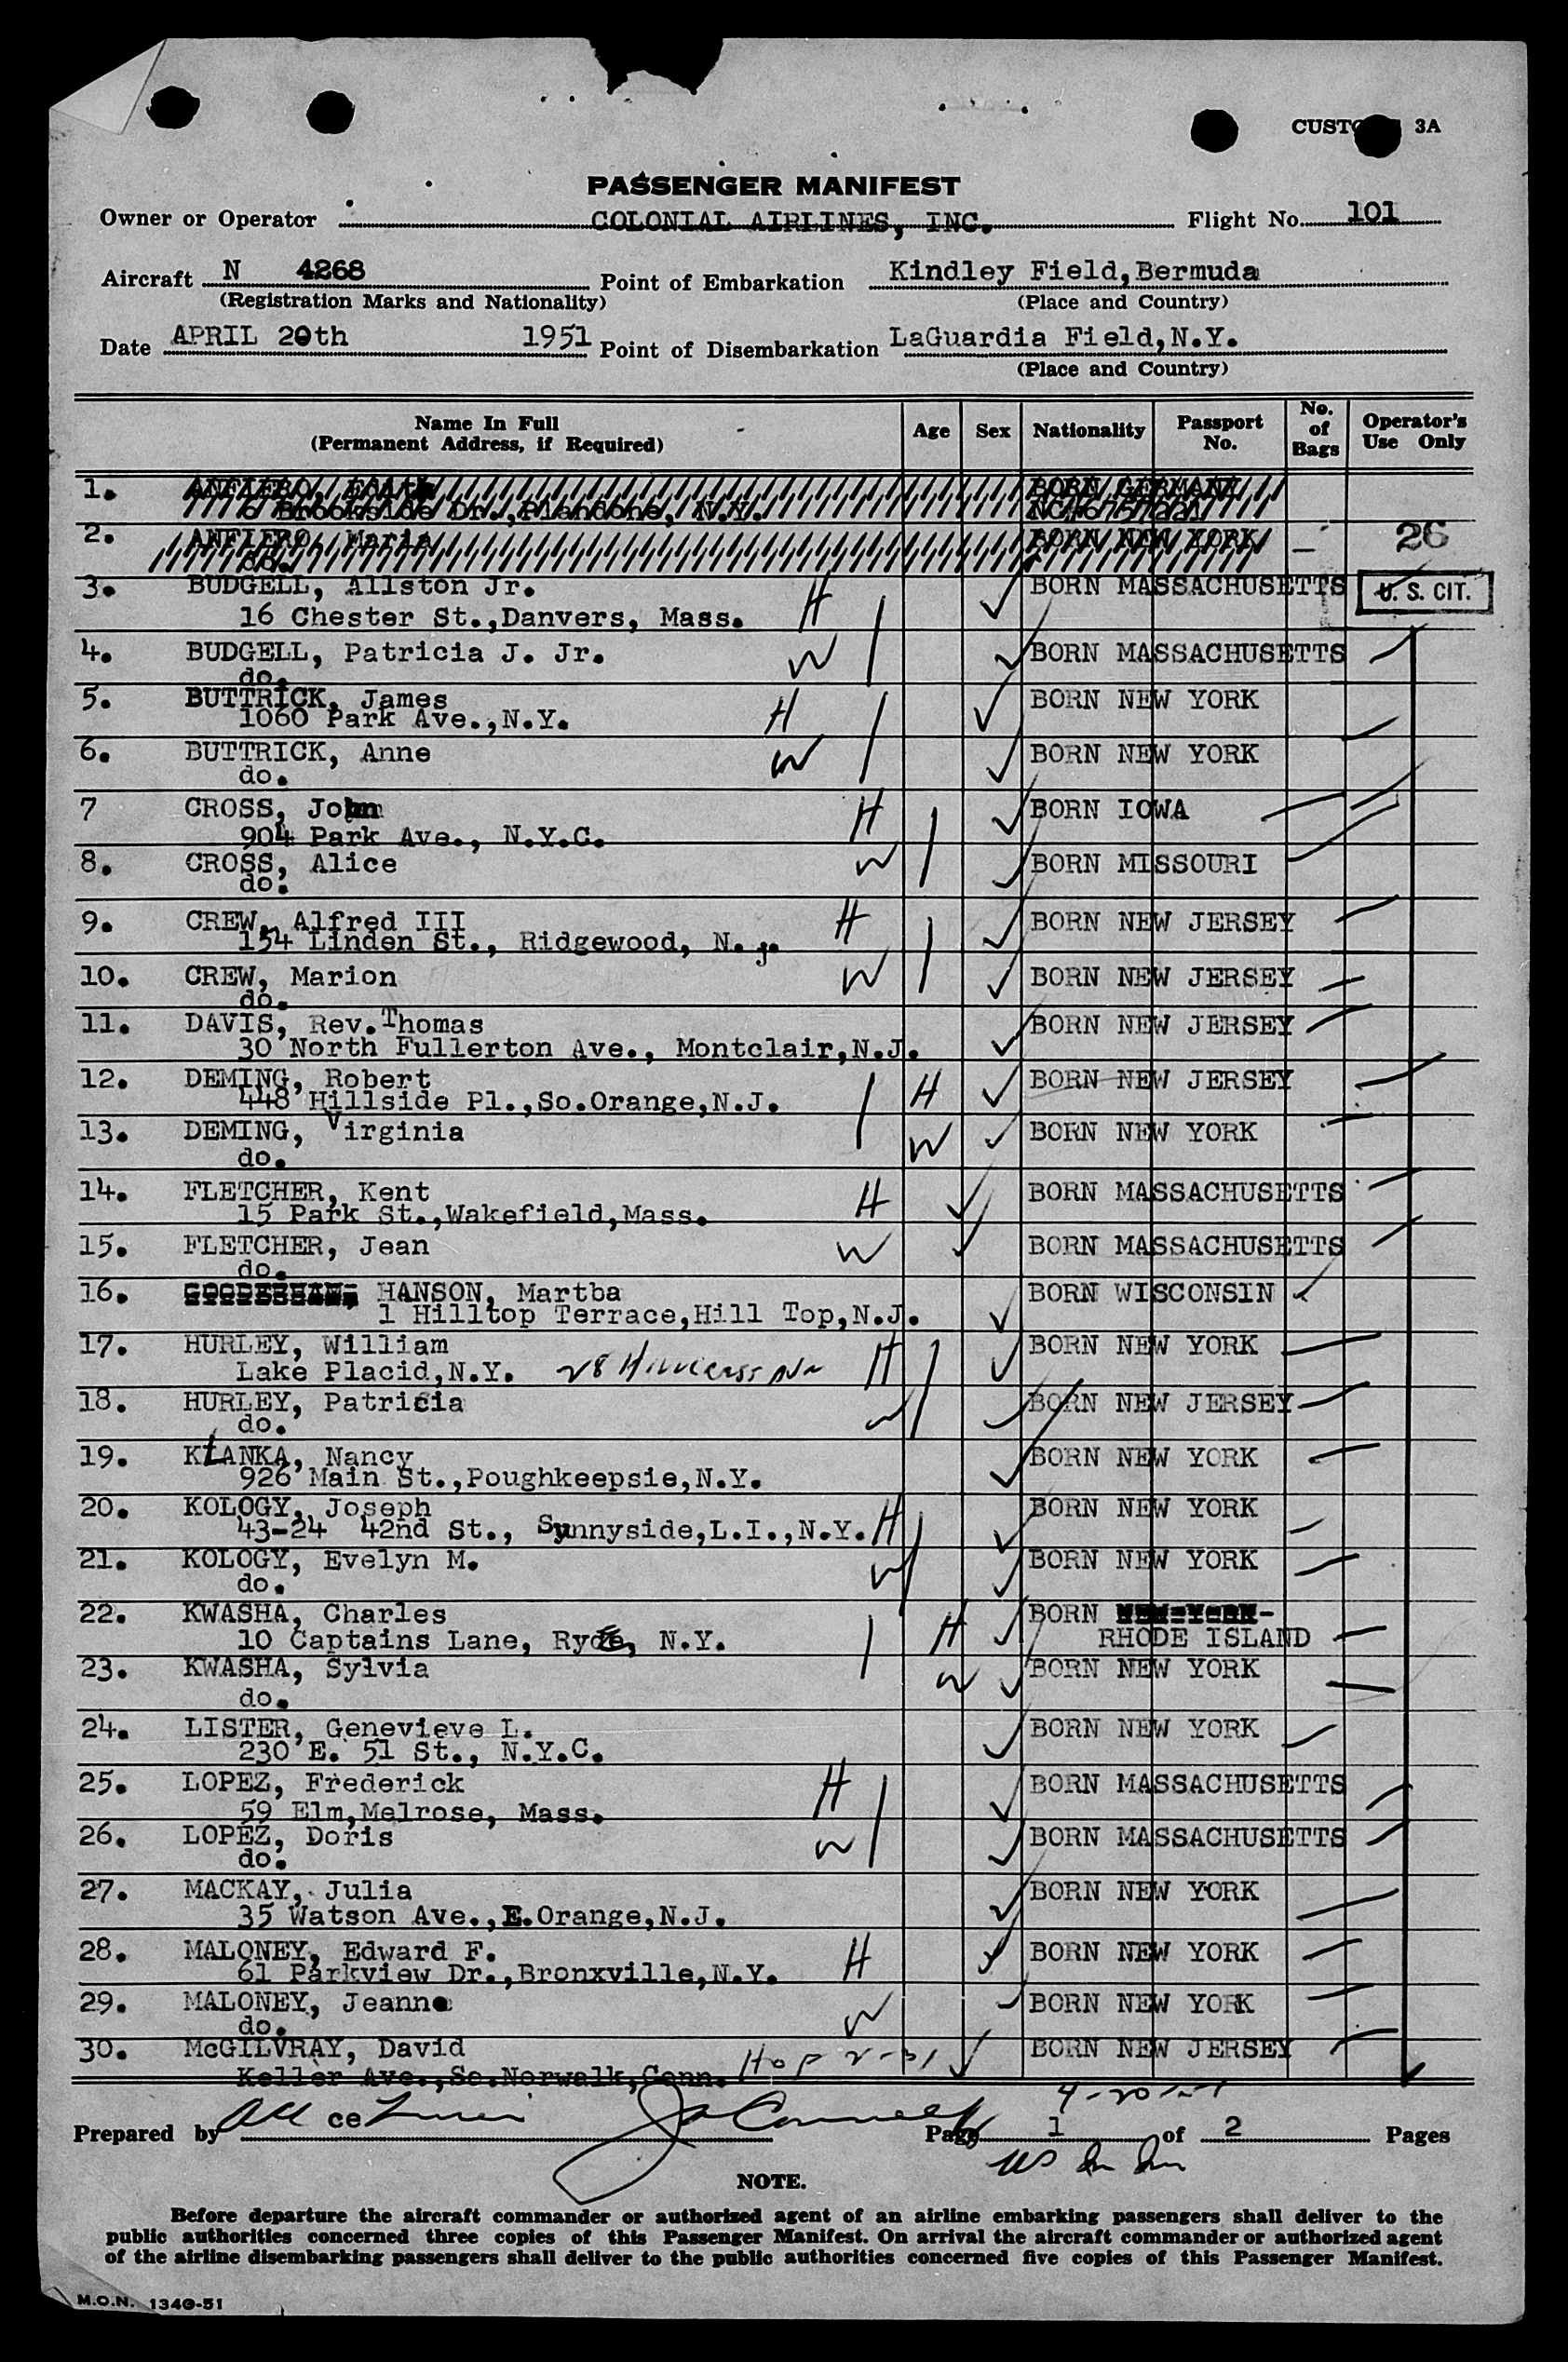 CUSTO 3A
PASSENGER MANIFEST
Owner or Operator COLONIAL AIRLINES, INC. Flight No. 101
Aircraft N 4268 Point of Embarkation Kindley Field,Bermuda
(Registration Marks and Nationality) (Place and Country)
Date APRIL 20th 1951 Point of Disembarkation LaGuardia Field,N.Y.
(Place and Country)
Name In Full (Permanent Address, if Required) Age Sex Nationality Passport No. No. of Bags Operator's Use Only
1. ANFIERO, Edith BORN GERMANY
Brookside Dr.,Plandone, N.Y.
2. ANFIERO, Maria BORN NEW YORK 26
do.
3. BUDGELL, Allston Jr. H BORN MASSACHUSETTS U. S. CIT.
16 Chester St.,Danvers, Mass.
4. BUDGELL, Patricia J. Jr. W BORN MASSACHUSETTS
do.
5. BUTTRICK, James H BORN NEW YORK
1060 Park Ave.,N.Y.
6. BUTTRICK, Anne W BORN NEW YORK
do.
7 CROSS, John H BORN IOWA
904 Park Ave., N.Y.C.
8. CROSS, Alice W BORN MISSOURI
do.
9. CREW, Alfred III H BORN NEW JERSEY
154 Linden St., Ridgewood, N. j.
10. CREW, Marion W BORN NEW JERSEY
do.
11. DAVIS, Rev.Thomas BORN NEW JERSEY
30 North Fullerton Ave., Montclair,N.J.
12. DEMING, Robert H BORN NEW JERSEY
448 Hillside Pl.,So.Orange,N.J.
13. DEMING, Virginia W BORN NEW YORK
do.
14. FLETCHER, Kent H BORN MASSACHUSETTS
15 Park St.,Wakefield,Mass.
15. FLETCHER, Jean W BORN MASSACHUSETTS
do.
16. HANSON, Martba BORN WISCONSIN
1 Hilltop Terrace,Hill Top,N.J.
17. HURLEY, William H BORN NEW YORK
Lake Placid,N.Y. 28
18. HURLEY, Patricia W BORN NEW JERSEY
do.
19. KLANKA, Nancy BORN NEW YORK
926 Main St.,Poughkeepsie,N.Y.
20. KOLOGY, Joseph H BORN NEW YORK
43-24 42nd St., Sunnyside,L.I.,N.Y.
21. KOLOGY, Evelyn M. W BORN NEW YORK
do.
22. KWASHA, Charles H BORN NEW YORK-
10 Captains Lane, Rye, N.Y. RHODE ISLAND
23. KWASHA, Sylvia W BORN NEW YORK
do.
24. LISTER, Genevieve L. BORN NEW YORK
230 E. 51 St., N.Y.C.
25. LOPEZ, Frederick H BORN MASSACHUSETTS
59 Elm,Melrose, Mass.
26. LOPEZ, Doris W BORN MASSACHUSETTS
do.
27. MACKAY, Julia BORN NEW YORK
35 Watson Ave.,E.Orange,N.J.
28. MALONEY, Edward F. H BORN NEW YORK
61 Parkview Dr.,Bronxville,N.Y.
29. MALONEY, Jeanne W BORN NEW YORK
do.
30. McGILVRAY, David BORN NEW JERSEY
Keller Ave.,So.Norwalk,Conn.
4-20-51
Prepared by Page 1 of 2 Pages
NOTE.
Before departure the aircraft commander or authorized agent of an airline embarking passengers shall deliver to the
public authorities concerned three copies of this Passenger Manifest. On arrival the aircraft commander or authorized agent
of the airline disembarking passengers shall deliver to the public authorities concerned five copies of this Passenger Manifest.
M.O.N. 1340-51